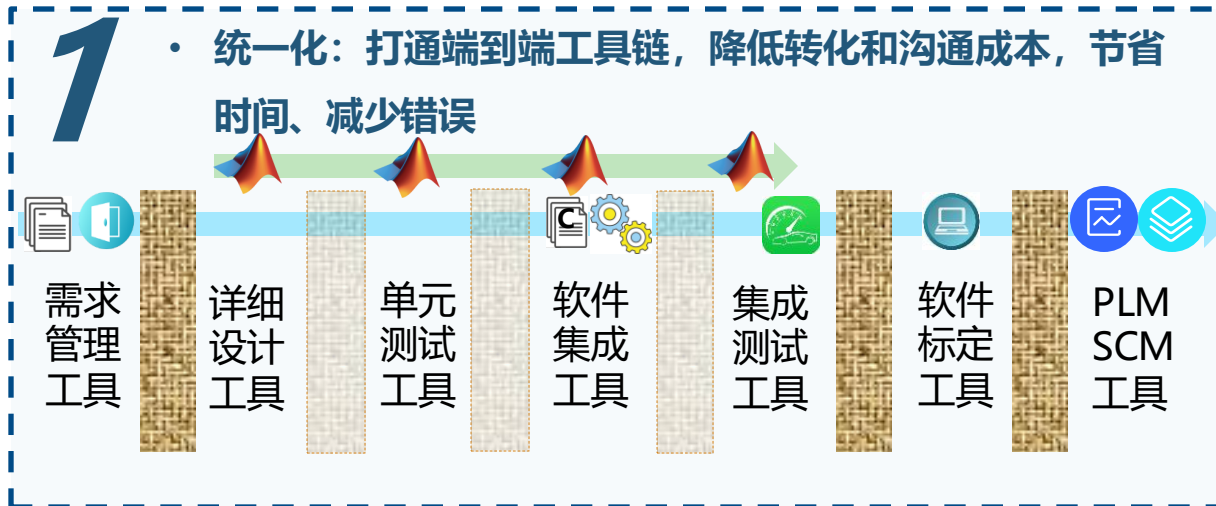 1
• 统一化：打通端到端工具链，降低转化和沟通成本，节省
时间、减少错误
C
需求
管理
工具
详细
设计
工具
单元
测试
工具
软件
集成
工具
集成
测试
工具
软件
标定
工具
PLM
SCM
工具